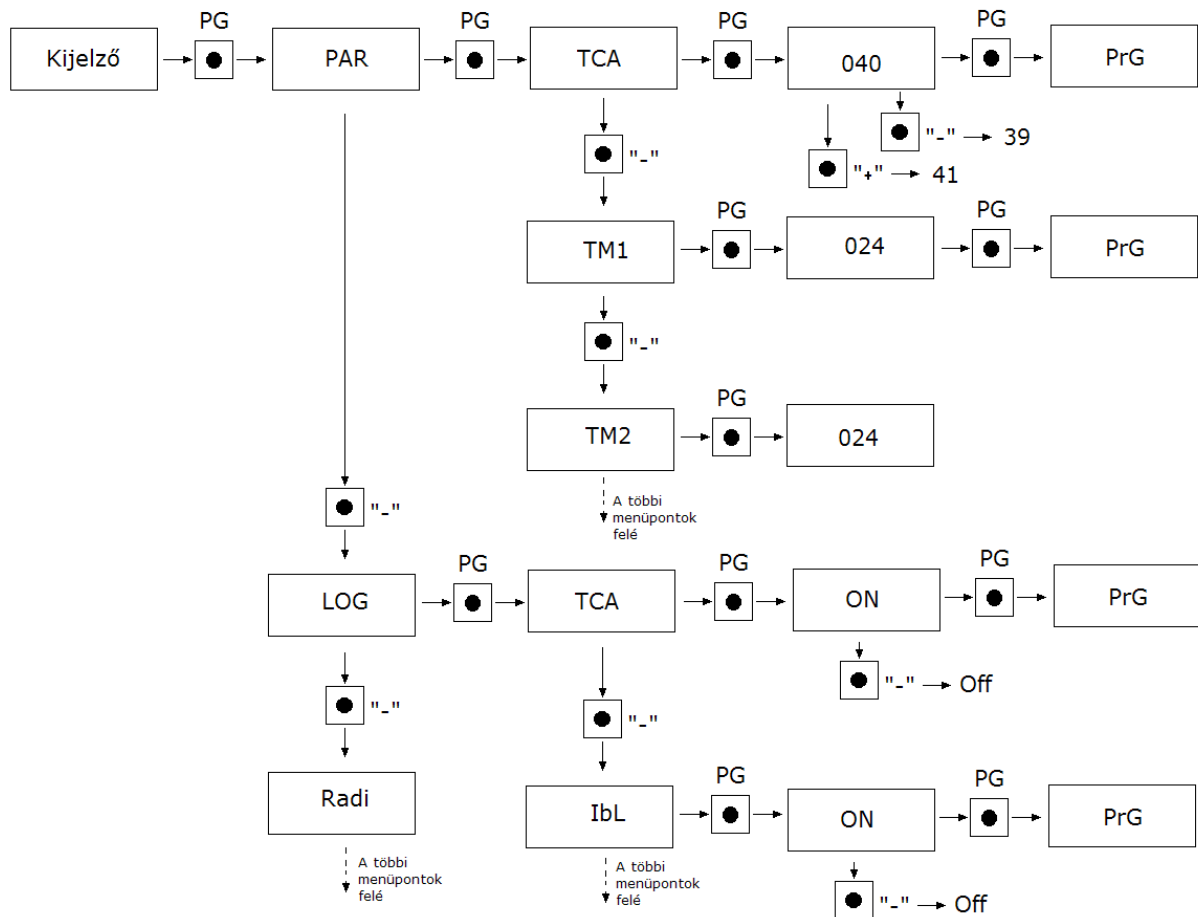 PG
PG
PG
PG
Kijelző
PAR
TCA
040
PrG
"-"
39
"-"
"+"
41
PG
PG
TM1
024
PrG
"-"
PG
TM2
024
"-"
A többi
menüpontok
felé
PG
PG
PG
LOG
TCA
ON
PrG
"-"
Off
"-"
"-"
PG
PG
Radi
IbL
ON
PrG
A többi
menüpontok
felé
A többi
menüpontok
felé
"-"
Off